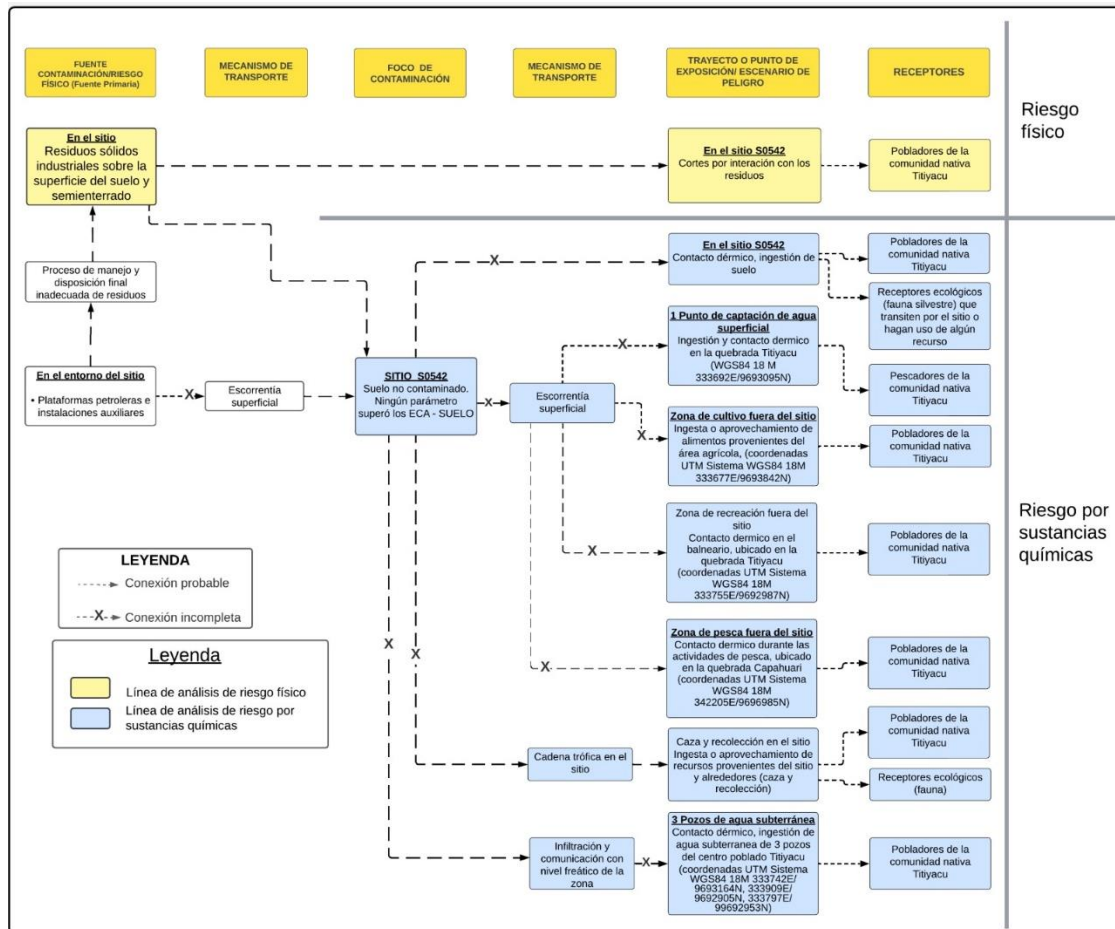 FUENTE
CONTAMINACIÓN/RIESGO
FÍSICO (Fuente Primaria)
MECANISMO DE
TRANSPORTE
FOCO DE
CONTAMINACIÓN
MECANISMO DE
TRANSPORTE
TRAYECTO O PUNTO DE
EXPOSICIÓN/ ESCENARIO DE
PELIGRO
RECEPTORES
Riesgo
físico
En el sitio
Residuos sólidos
industriales sobre la
superficie del suelo y
semienterrado
En el sitio S0542
Cortes por interación con los
residuos
Pobladores de la
comunidad nativa
Titiyacu
Proceso de manejo y
disposición final
inadecuada de residuos
X
En el sitio S0542
Contacto dérmico, ingestión de
suelo
Pobladores de la
comunidad nativa
Titiyacu
Receptores ecológicos
(fauna silvestre) que
transiten por el sitio o
hagan uso de algún
recurso
En el entorno del sitio
• Plataformas petroleras e
instalaciones auxiliares
X
Escorrentía
superficial
SITIO S0542
Suelo no contaminado.
Ningún parámetro
superó los ECA - SUELO
X
Escorrentía
superficial
X
1 Punto de captación de agua
superficial
Ingestión y contacto dermico
en la quebrada Titiyacu
(WGS84 18 M
333692E/9693095N)
Pescadores de la
comunidad nativa
Titiyacu
X
Zona de cultivo fuera del sitio
Ingesta o aprovechamiento de
alimentos provenientes del
área agrícola, (coordenadas
UTM Sistema WGS84 18 M
333677E/9693842N)
Pobladores de la
comunidad nativa
Titiyacu
Riesgo por
sustancias
químicas
X
Zona de recreación fuera del
sitio
Contacto dermico en el
balneario, ubicado en la
quebrada Titiyacu
(coordenadas UTM Sistema
WGS84 18M
333755E/9692987N)
Pobladores de la
comunidad nativa
Titiyacu
LEYENDA
Conexión probable
X
Conexión incompleta
Leyenda
Línea de análisis de riesgo físico
Línea de análisis de riesgo por
sustancias químicas
X
X
X
Zona de pesca fuera del sitio
Contacto dermico durante las
actividades de pesca, ubicado
en la quebrada Capahuari
(coordenadas UTM Sistema
WGS84 18M
342205E/9696985N)
Pobladores de la
comunidad nativa
Titiyacu
Cadena trófica en el
sitio
Caza y recolección en el sitio
Ingesta o aprovechamiento de
recursos provenientes del sitio
y alrededores (caza y
recolección)
Pobladores de la
comunidad nativa
Titiyacu
Receptores ecológicos
(fauna)
Infiltración y
comunicación con
nivel freático de la
zona
X
3 Pozos de agua subterránea
Contacto dérmico, ingestión de
agua subterranea de 3 pozos
del centro poblado Titiyacu
(coordenadas UTM Sistema
WGS84 18M 333742E/
9693164N, 333909E/
9692905N, 333797E/
99692953N)
Pobladores de la
comunidad nativa
Titiyacu